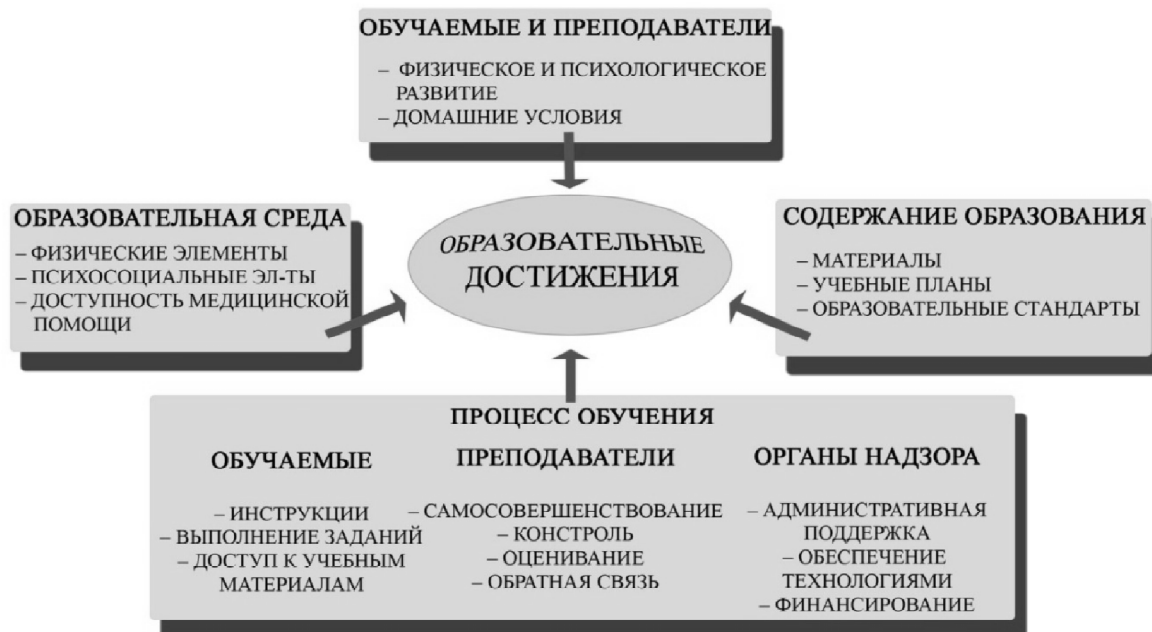 ОБУЧАЕМЫЕ И ПРЕПОДАВАТЕЛИ
– ФИЗИЧЕСКОЕ И ПСИХОЛОГИЧЕСКОЕ
РАЗВИТИЕ
– ДОМАШНИЕ УСЛОВИЯ
ОБРАЗОВАТЕЛЬНАЯ СРЕДА
– ФИЗИЧЕСКИЕ ЭЛЕМЕНТЫ
– ПСИХОСОЦИАЛЬНЫЕ ЭЛ-ТЫ
– ДОСТУПНОСТЬ МЕДИЦИНСКОЙ
ПОМОЩИ
ОБРАЗОВАТЕЛЬНЫЕ
ДОСТИЖЕНИЯ
СОДЕРЖАНИЕ ОБРАЗОВАНИЯ
– МАТЕРИАЛЫ
– УЧЕБНЫЕ ПЛАНЫ
– ОБРАЗОВАТЕЛЬНЫЕ СТАНДАРТЫ
ПРОЦЕСС ОБУЧЕНИЯ
ОБУЧАЕМЫЕ
– ИНСТРУКЦИИ
– ВЫПОЛНЕНИЕ ЗАДАНИЙ
– ДОСТУП К УЧЕБНЫМ
МАТЕРИАЛАМ
ПРЕПОДАВАТЕЛИ
– САМОСОВЕРШЕНСТВОВАНИЕ
– КОНСТРОЛЬ
– ОЦЕНИВАНИЕ
– ОБРАТНАЯ СВЯЗЬ
ОРГАНЫ НАДЗОРА
– АДМИНИСТРАТИВНАЯ
ПОДДЕРЖКА
– ОБЕСПЕЧЕНИЕ
ТЕХНОЛОГИЯМИ
– ФИНАНСИРОВАНИЕ